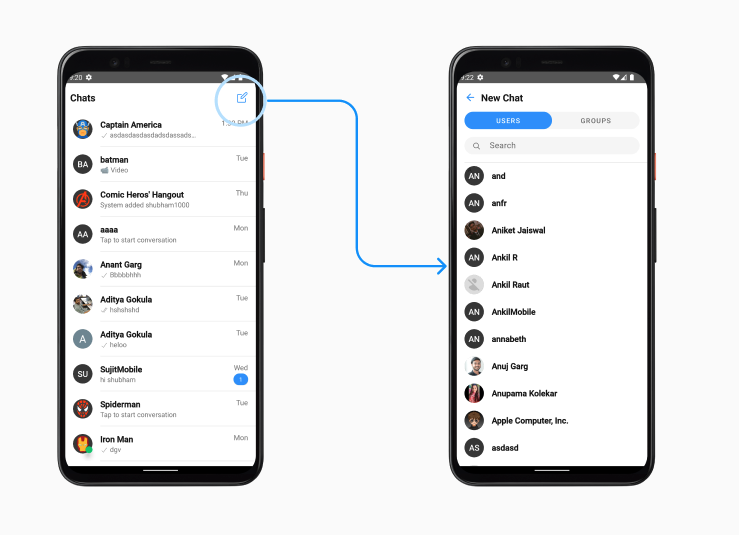 9:20
Chats
Captain America
1:59 PM
asdasdasdasdadsdassads...
BA
batman
Tue
Video
Comic Heros' Hangout
Thu
System added shubham1000
AA
aaaa
Mon
Tap to start conversation
Anant Garg
Mon
Bbbbbhhh
Aditya Gokula
Tue
hshshshd
A
Aditya Gokula
Tue
heloo
SU
SujitMobile
Wed
hi shubham
1
Spiderman
Tue
Tap to start conversation
Iron Man
Mon
dgv
9:22
New Chat
USERS GROUPS
Search
AN and
AN anfr
Aniket Jaiswal
AN Ankil R
Ankil Raut
AN AnkilMobile
AN annabeth
Anuj Garg
Anupama Kolekar
Apple Computer, Inc.
AS asdasd